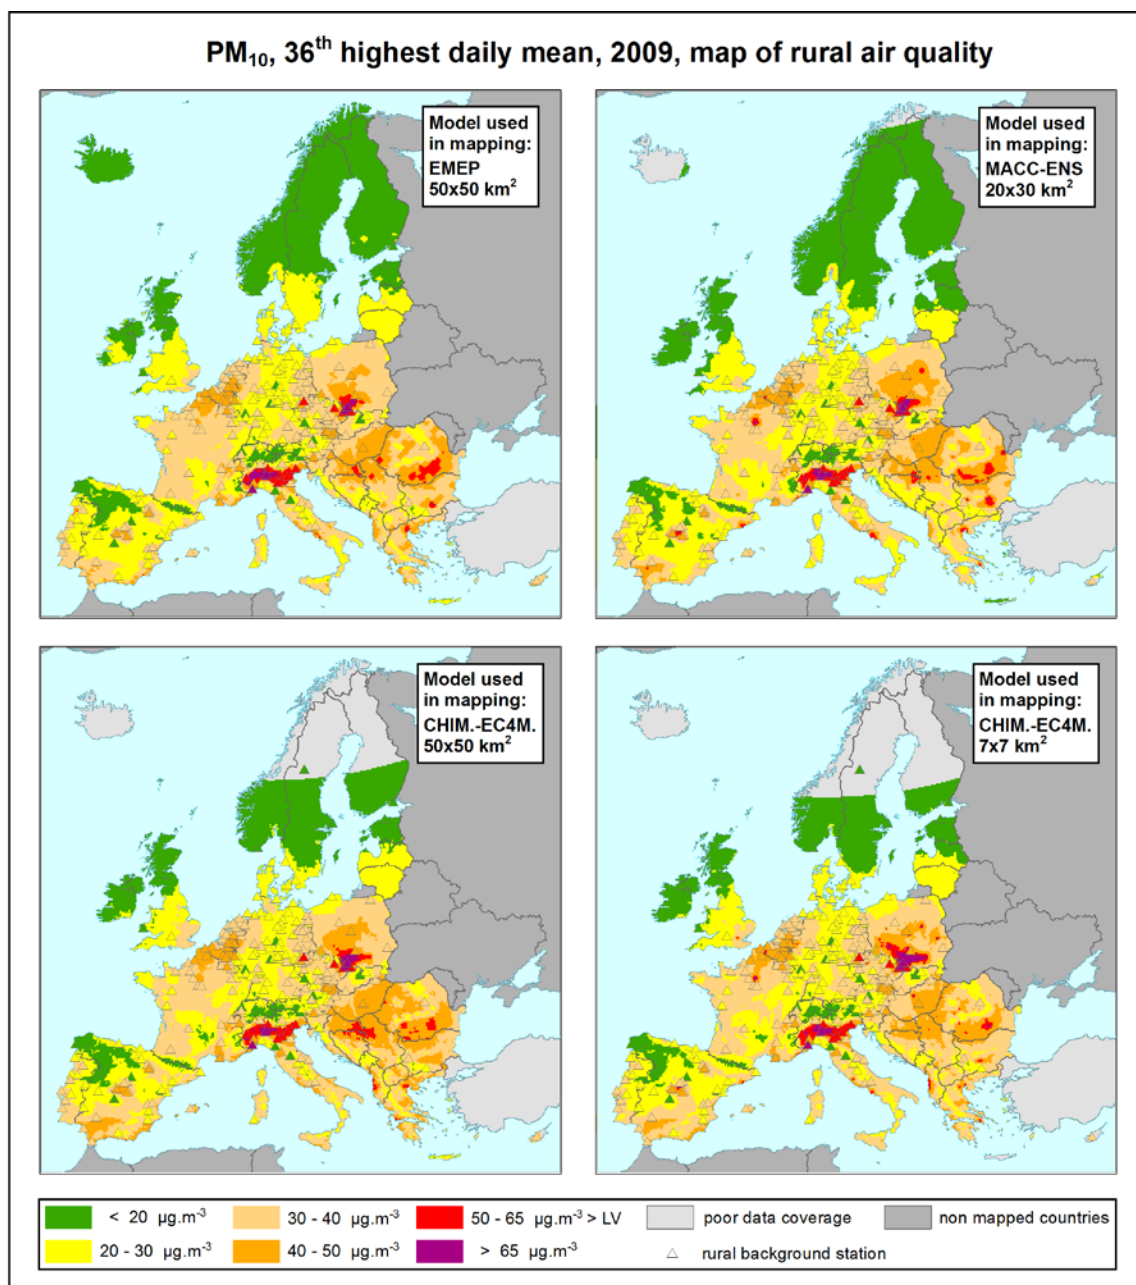 PM₁₀, 36ᵗʰ highest daily mean, 2009, map of rural air quality
Model used
in mapping:
EMEP
50x50 km²
Model used
in mapping:
MACC-ENS
20x30 km²
Model used
in mapping:
CHIM.-EC4M.
50x50 km²
Model used
in mapping:
CHIM.-EC4M.
7x7 km²
< 20 µg.m⁻³
30 - 40 µg.m⁻³
50 - 65 µg.m⁻³ > LV
poor data coverage
non mapped countries
20 - 30 µg.m⁻³
40 - 50 µg.m⁻³
> 65 µg.m⁻³
rural background station